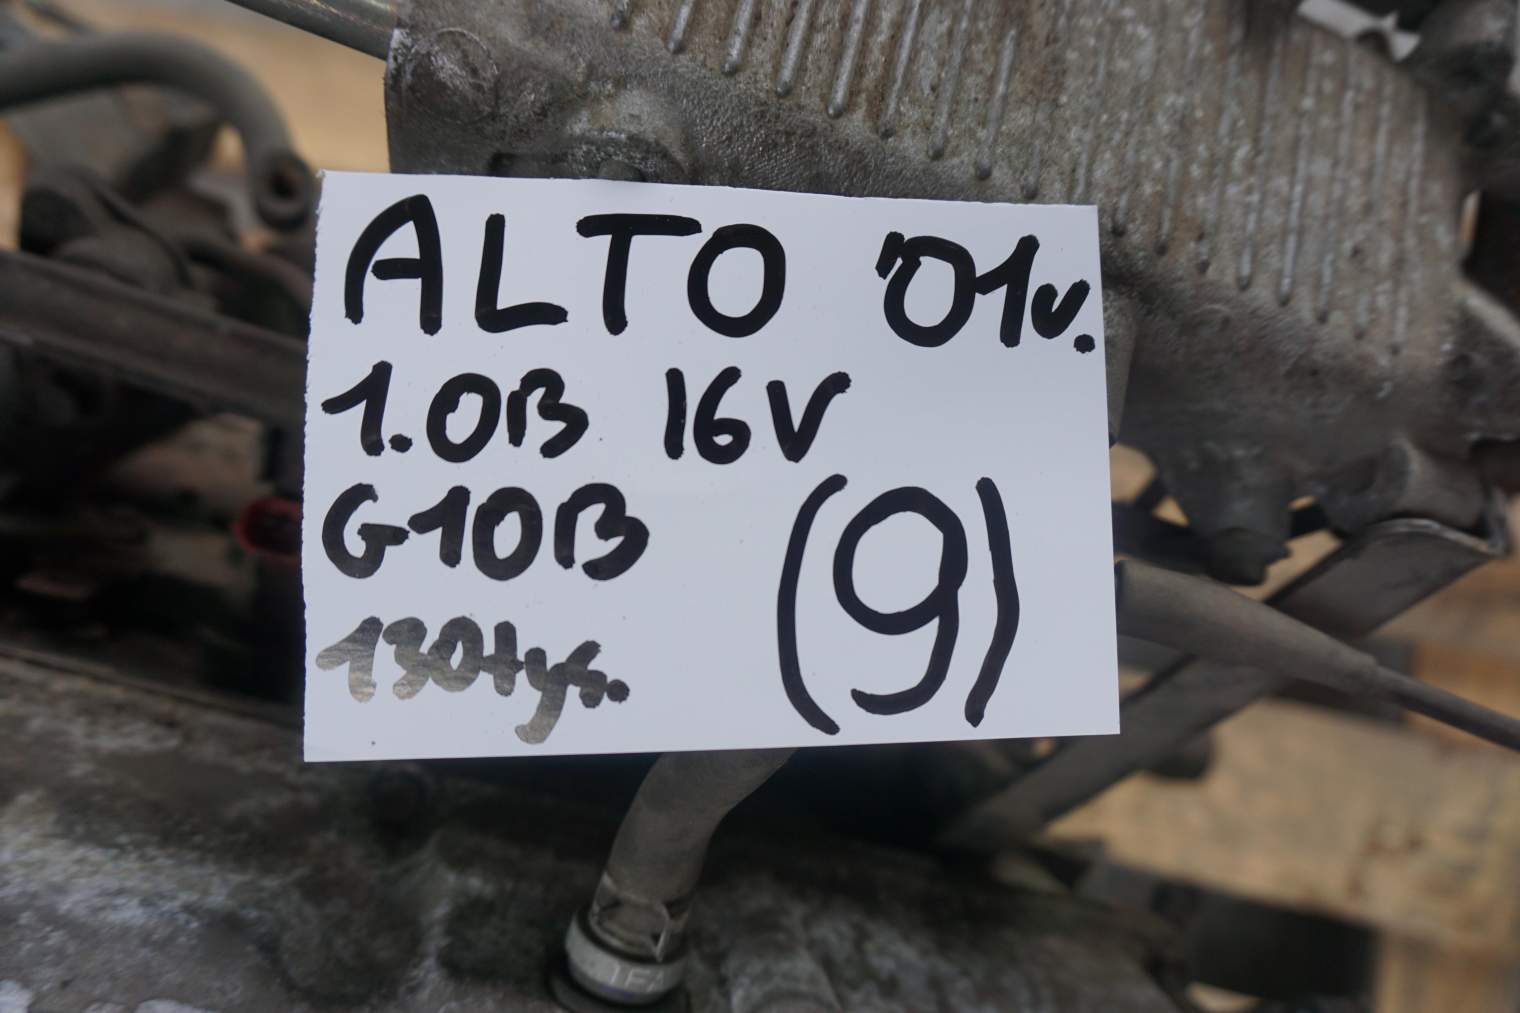 ALTO '01r.
1.0B 16V
G10B
(9)
130tys.